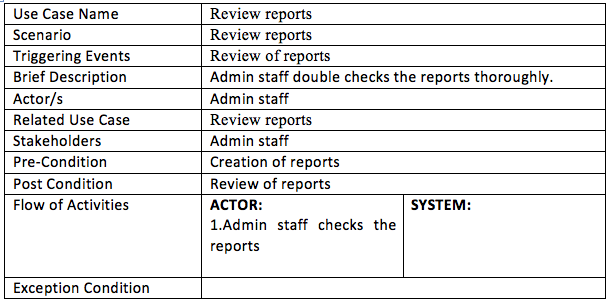 Use Case Name Review reports
Scenario Review reports
Triggering Events Review of reports
Brief Description Admin staff double checks the reports thoroughly.
Actor/s Admin staff
Related Use Case Review reports
Stakeholders Admin staff
Pre-Condition Creation of reports
Post Condition Review of reports
Flow of Activities ACTOR: SYSTEM:
1.Admin staff checks the
reports
Exception Condition